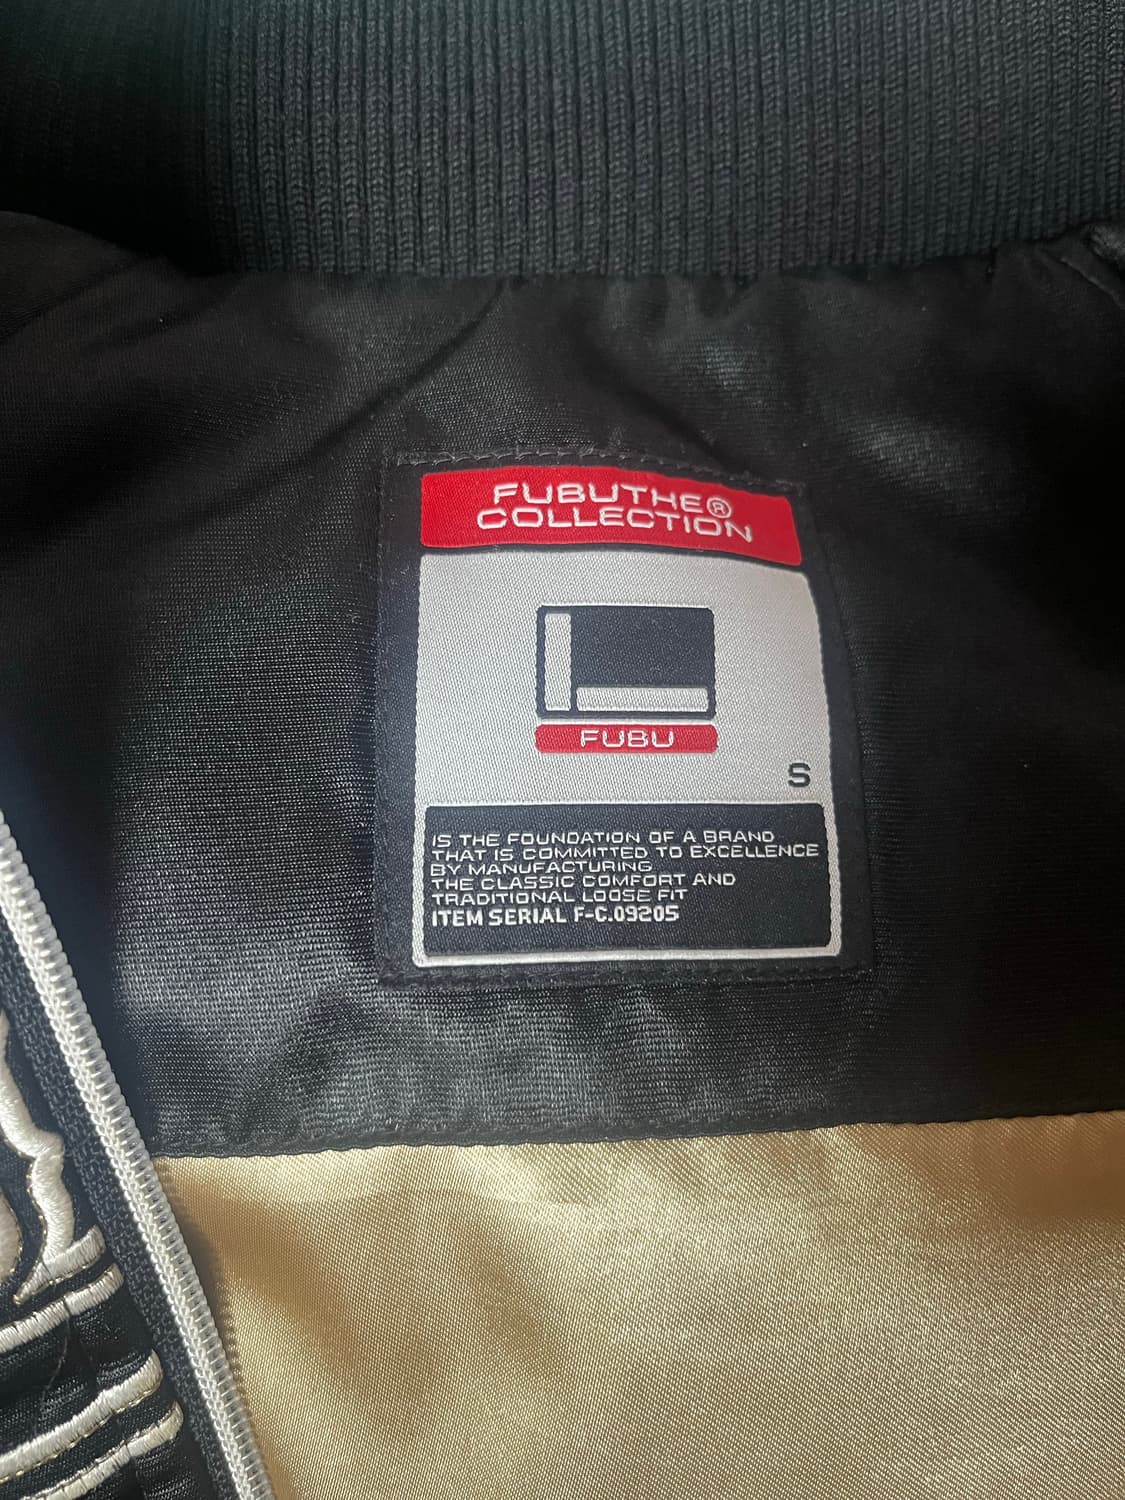 FUBUTHE®
COLLECTION
FUBU
S
IS THE FOUNDATION OF A BRAND
THAT IS COMMITTED TO EXCELLENCE
BY MANUFACTURING
THE CLASSIC COMFORT AND
TRADITIONAL LOOSE FIT
ITEM SERIAL F-C.09205